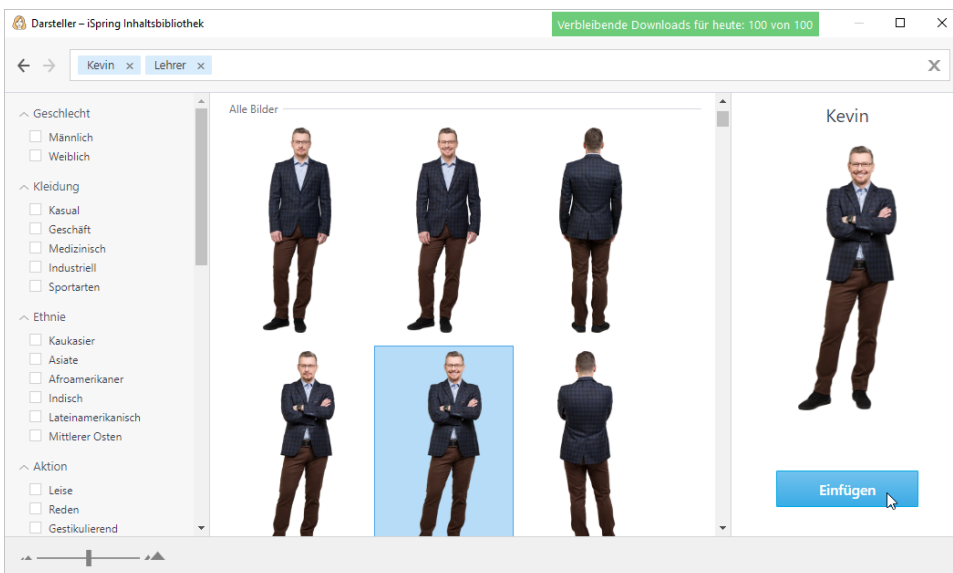 Darsteller – iSpring Inhaltsbibliothek
Verbleibende Downloads für heute: 100 von 100
Kevin × Lehrer ×
Geschlecht
Männlich
Weiblich
Kleidung
Kasual
Geschäft
Medizinisch
Industriell
Sportarten
Ethnie
Kaukasier
Asiate
Afroamerikaner
Indisch
Lateinamerikanisch
Mittlerer Osten
Aktion
Leise
Reden
Gestikulierend
Alle Bilder
Kevin
Einfügen